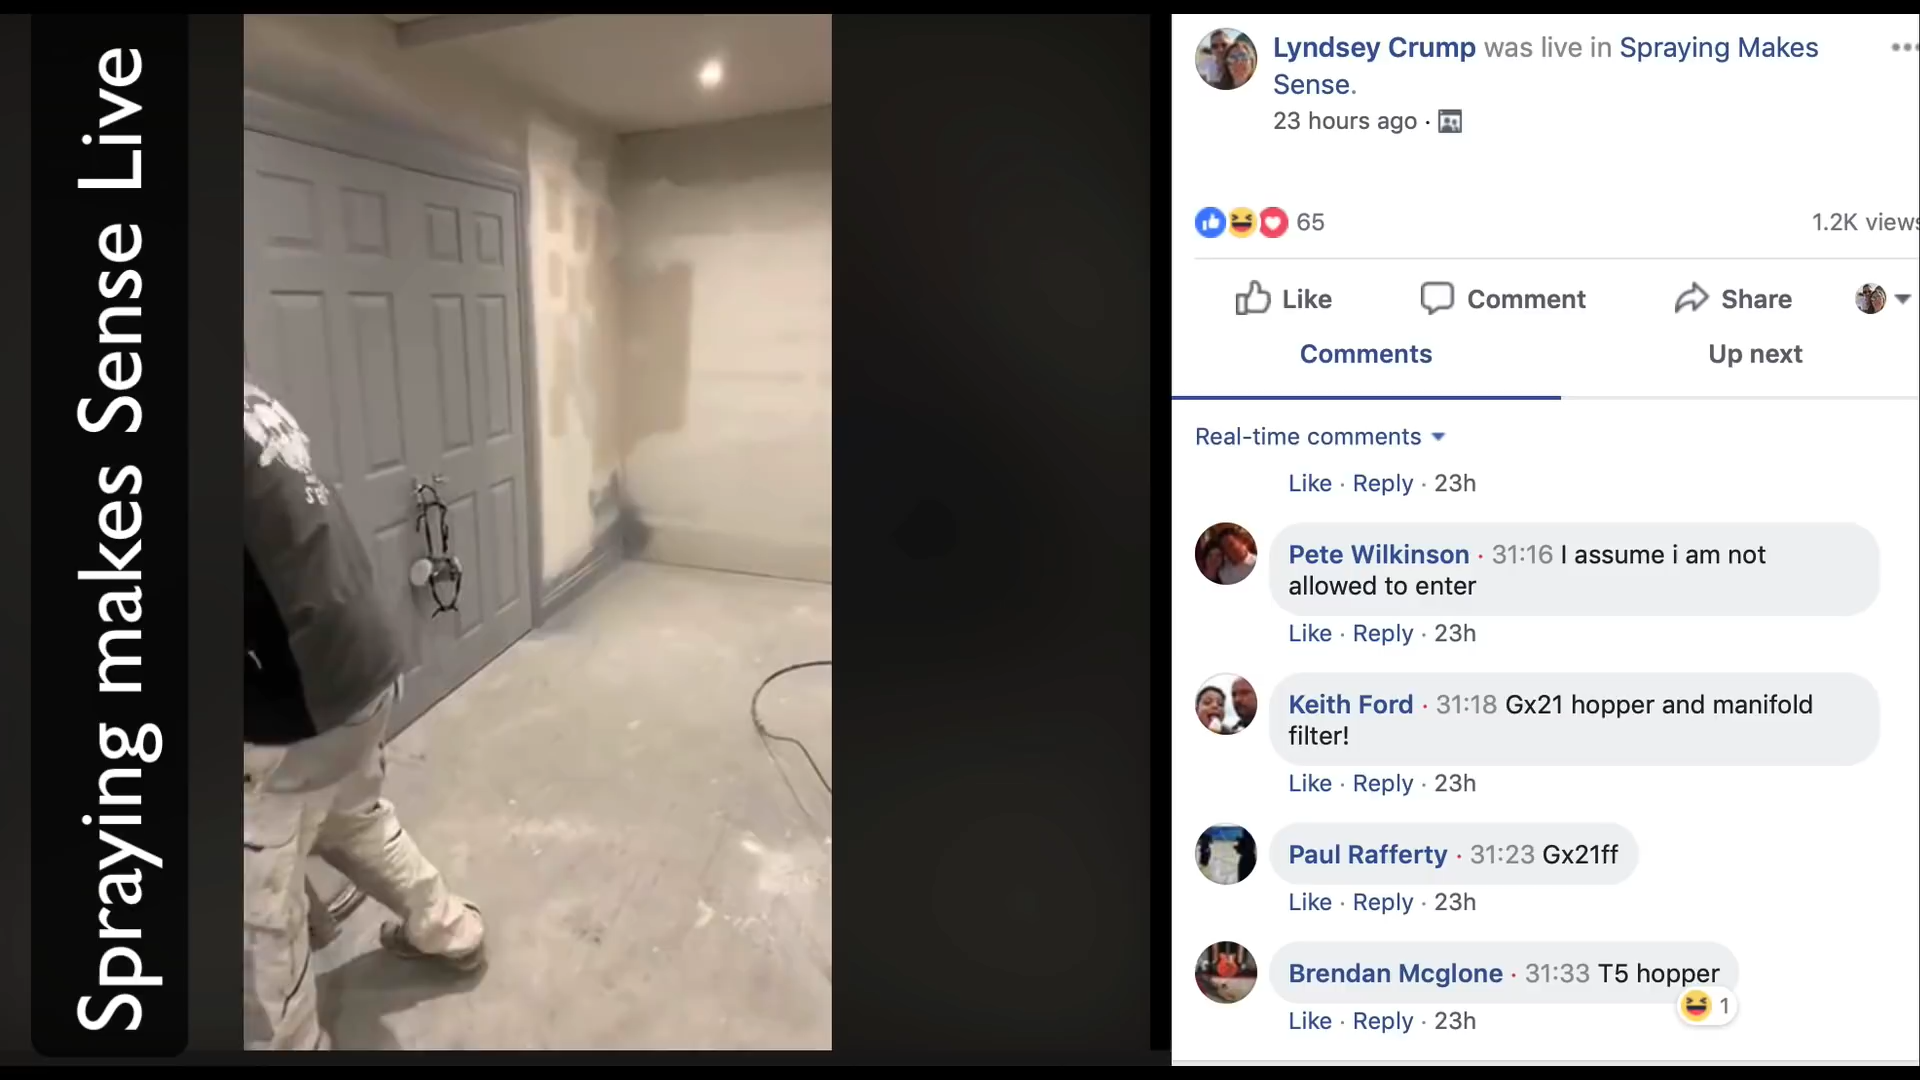 Spraying makes Sense Live
Lyndsey Crump was live in Spraying Makes
Sense.
23 hours ago ·
65
1.2K views
Like
Comment
Share
Comments
Up next
Real-time comments
Like · Reply · 23h
Pete Wilkinson · 31:16 I assume i am not
allowed to enter
Like · Reply · 23h
Keith Ford · 31:18 Gx21 hopper and manifold
filter!
Like · Reply · 23h
Paul Rafferty · 31:23 Gx21ff
Like · Reply · 23h
Brendan Mcglone · 31:33 T5 hopper
1
Like · Reply · 23h